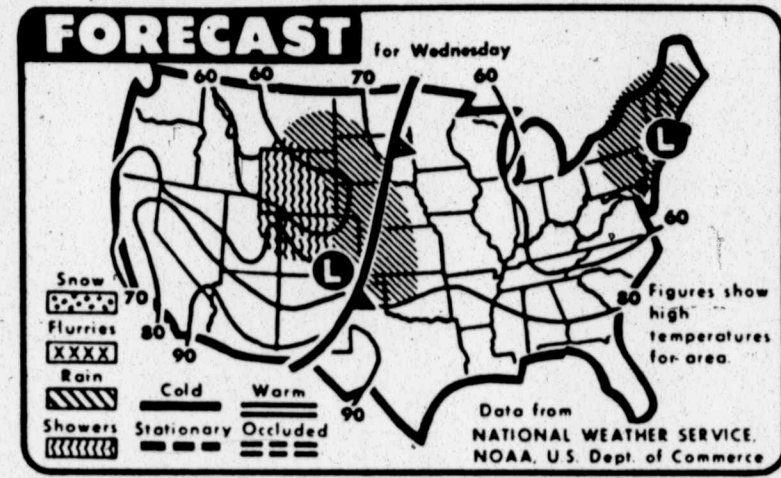 FORECAST
for Wednesday
60 60 70 60
L
L
60
Snow
70
80
90
80
Figures show
high
temperatures
for area.
Flurries
XXXX
Rain
Cold Warm
90
Showers
Stationary Occluded
Data from
NATIONAL WEATHER SERVICE,
NOAA, U.S. Dept. of Commerce